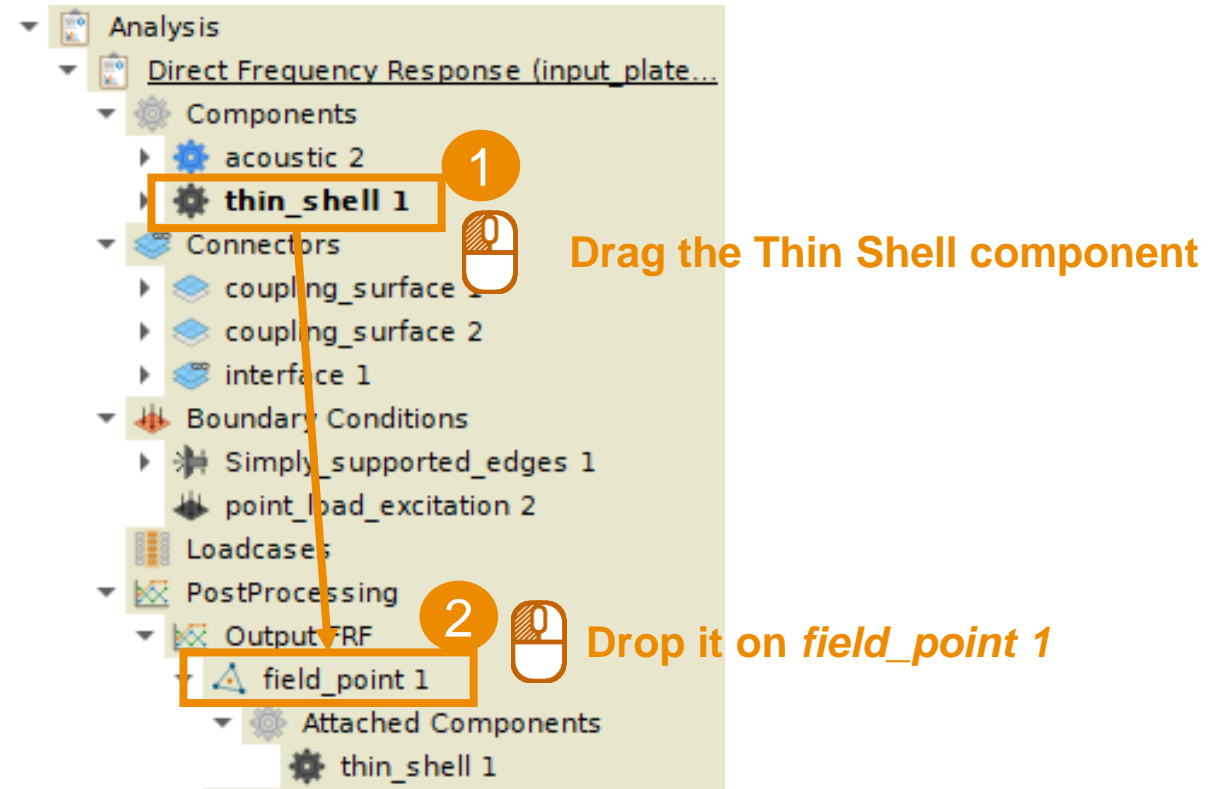 Analysis
Direct Frequency Response (input_plate...
Components
acoustic 2
1
thin_shell 1
Connectors
Drag the Thin Shell component
coupling_surface 1
coupling_surface 2
interface 1
Boundary Conditions
Simply_supported_edges 1
point_load_excitation 2
Loadcases
PostProcessing
2
Output FRF
Drop it on field_point 1
field_point 1
Attached Components
thin_shell 1